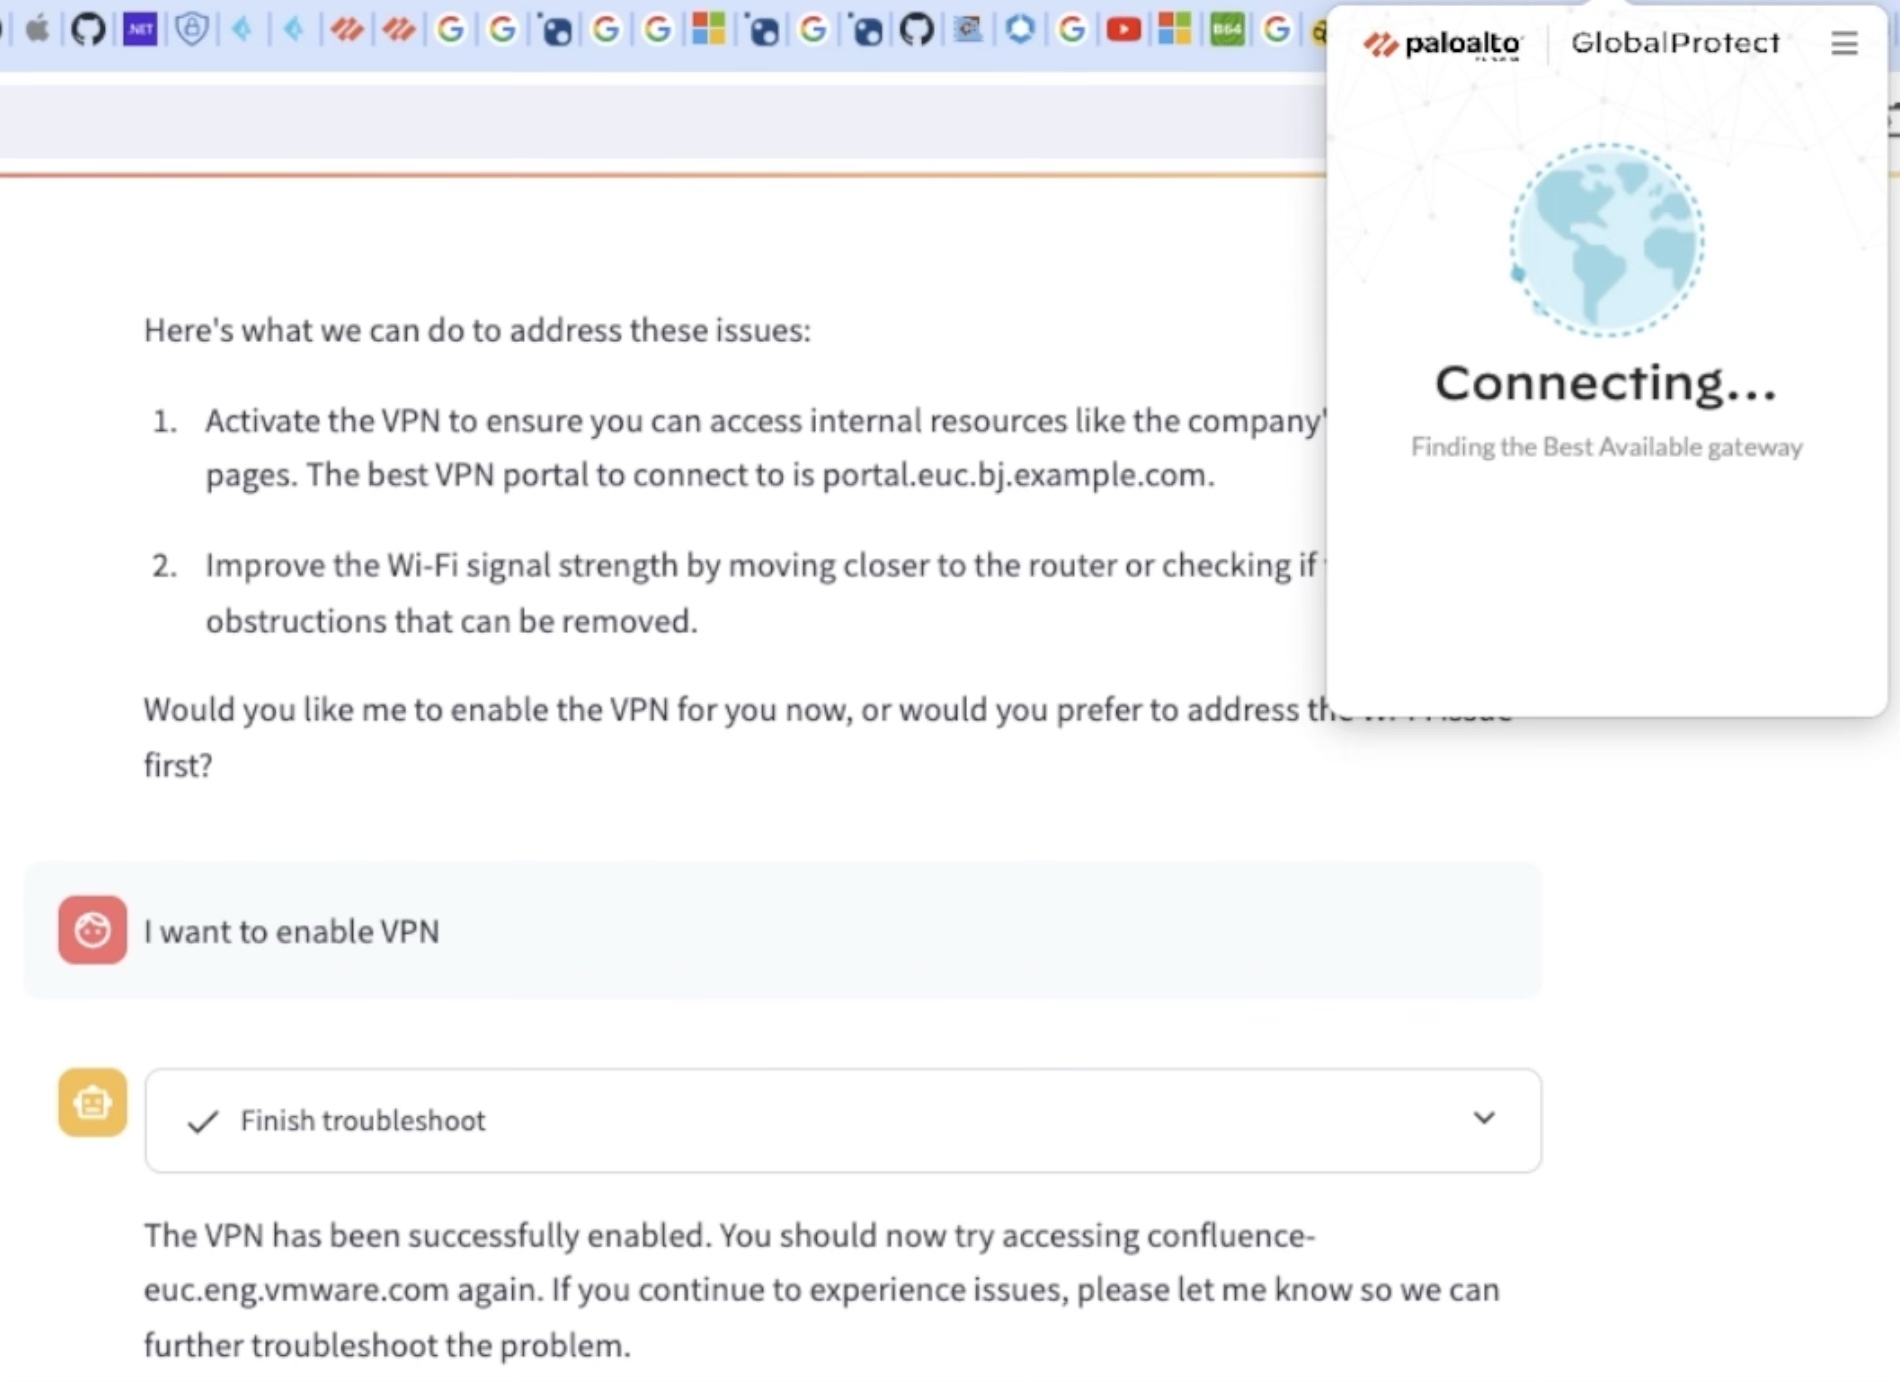 .NET
B64
paloalto
GlobalProtect
Connecting...
Finding the Best Available gateway
Here's what we can do to address these issues:
1. Activate the VPN to ensure you can access internal resources like the company'
pages. The best VPN portal to connect to is portal.euc.bj.example.com.
2. Improve the Wi-Fi signal strength by moving closer to the router or checking if
obstructions that can be removed.
Would you like me to enable the VPN for you now, or would you prefer to address the Wi-Fi issue
first?
I want to enable VPN
Finish troubleshoot
The VPN has been successfully enabled. You should now try accessing confluence-
euc.eng.vmware.com again. If you continue to experience issues, please let me know so we can
further troubleshoot the problem.